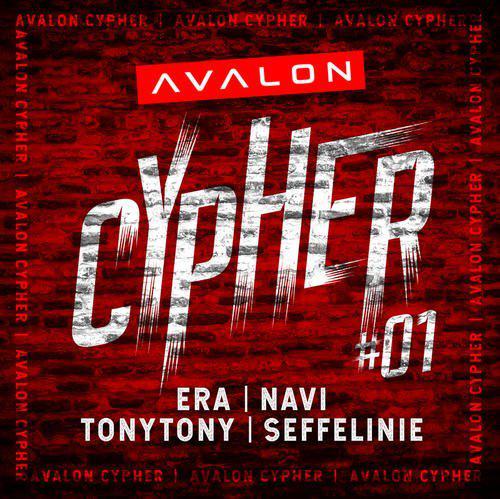 AVALON CYPHER | AVALON CYPHER | AVALON CYPHER
AVALON CYPHER | AVALON CYPHER
AVALON CYPHER | AVALON CYPHER
AVALON
CYPHER
#01
ERA | NAVI
TONYTONY | SEFFELINIE
AVALON CYPHER | AVALON CYPHER | AVALON CYPHER